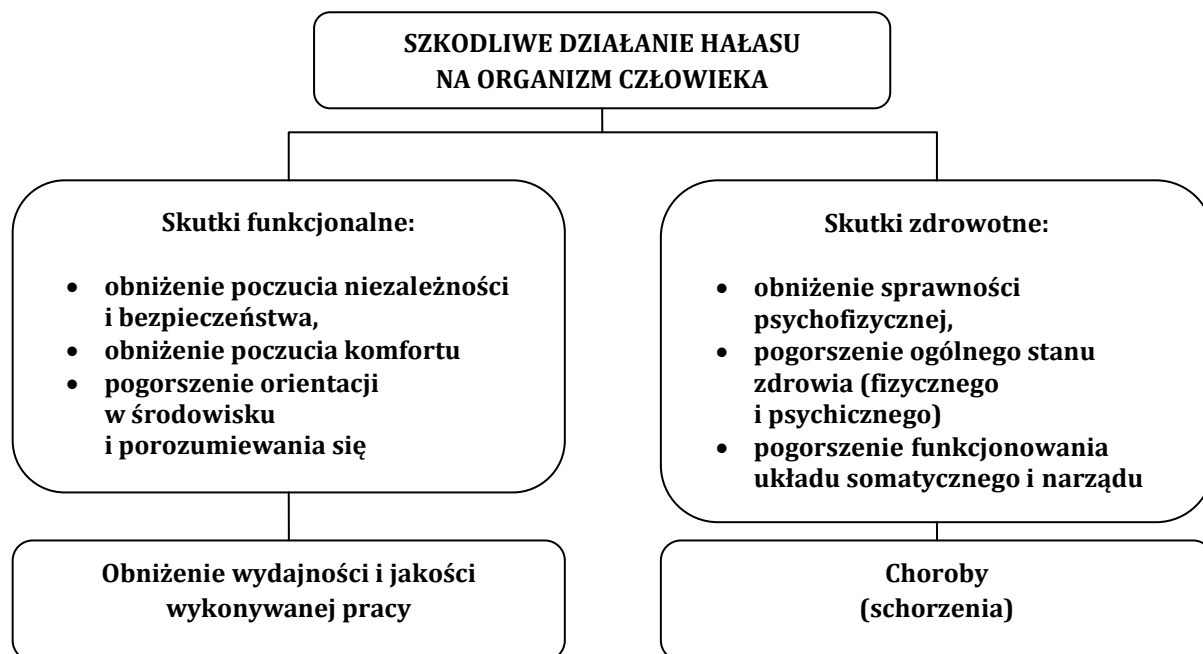 SZKODLIWE DZIAŁANIE HAŁASU
NA ORGANIZM CZŁOWIEKA
Skutki funkcjonalne:
• obniżenie poczucia niezależności
i bezpieczeństwa,
• obniżenie poczucia komfortu
• pogorszenie orientacji
w środowisku
i porozumiewania się
Obniżenie wydajności i jakości
wykonywanej pracy
Skutki zdrowotne:
• obniżenie sprawności
psychofizycznej,
• pogorszenie ogólnego stanu
zdrowia (fizycznego
i psychicznego)
• pogorszenie funkcjonowania
układu somatycznego i narządu
Choroby
(schorzenia)